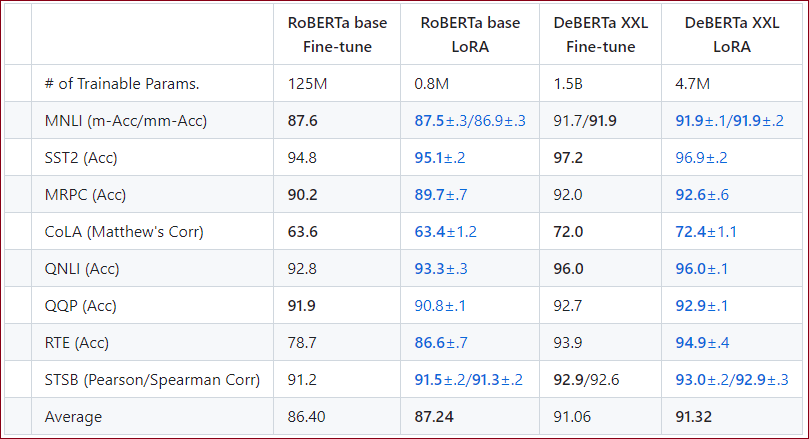 RoBERTa base Fine-tune RoBERTa base LoRA DeBERTa XXL Fine-tune DeBERTa XXL LoRA
# of Trainable Params. 125M 0.8M 1.5B 4.7M
MNLI (m-Acc/mm-Acc) 87.6 87.5±.3/86.9±.3 91.7/91.9 91.9±.1/91.9±.2
SST2 (Acc) 94.8 95.1±.2 97.2 96.9±.2
MRPC (Acc) 90.2 89.7±.7 92.0 92.6±.6
CoLA (Matthew's Corr) 63.6 63.4±1.2 72.0 72.4±1.1
QNLI (Acc) 92.8 93.3±.3 96.0 96.0±.1
QQP (Acc) 91.9 90.8±.1 92.7 92.9±.1
RTE (Acc) 78.7 86.6±.7 93.9 94.9±.4
STSB (Pearson/Spearman Corr) 91.2 91.5±.2/91.3±.2 92.9/92.6 93.0±.2/92.9±.3
Average 86.40 87.24 91.06 91.32